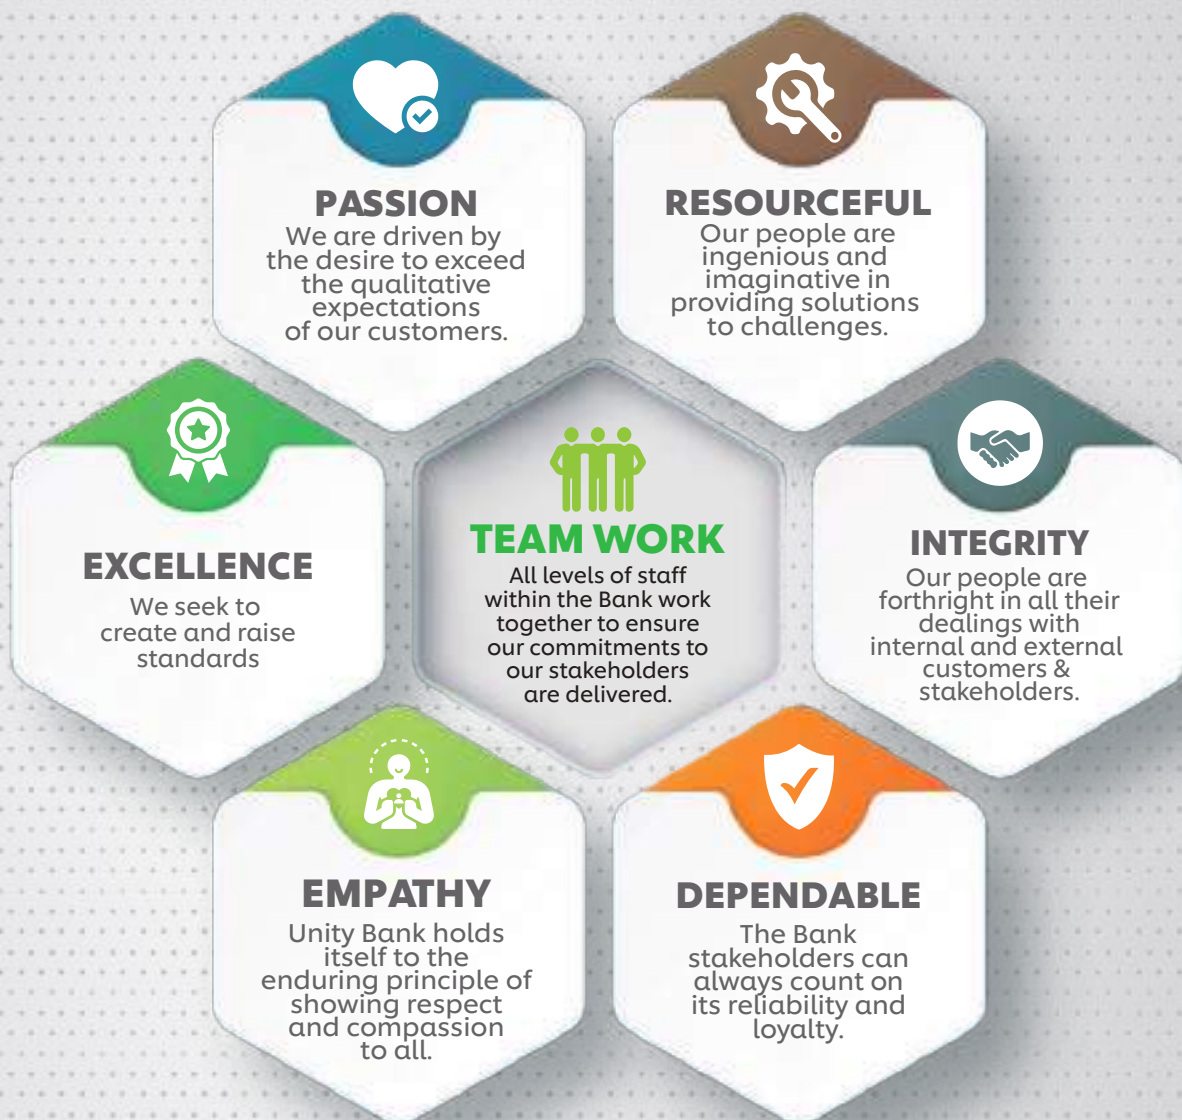 PASSION
We are driven by
the desire to exceed
the qualitative
expectations
of our customers.
RESOURCEFUL
Our people are
ingenious and
imaginative in
providing solutions
to challenges.
EXCELLENCE
We seek to
create and raise
standards
TEAM WORK
All levels of staff
within the Bank work
together to ensure
our commitments to
our stakeholders
are delivered.
INTEGRITY
Our people are
forthright in all their
dealings with
internal and external
customers &
stakeholders.
EMPATHY
Unity Bank holds
itself to the
enduring principle of
showing respect
and compassion
to all.
DEPENDABLE
The Bank
stakeholders can
always count on
its reliability and
loyalty.